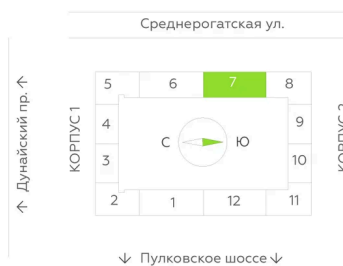 Среднерогатская ул.
5 6 7 8
4 9
3 10
2 1 12 11
С Ю
КОРПУС 1
← Дунайский пр. →
↓ Пулковское шоссе ↓